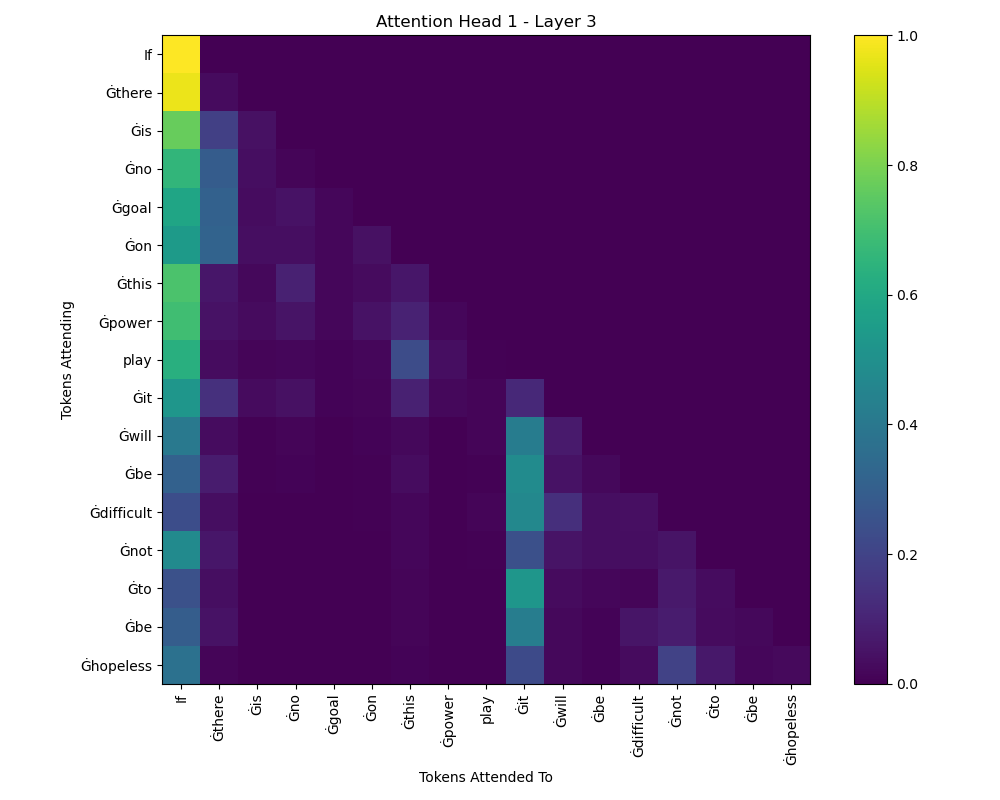 Attention Head 1 - Layer 3
Tokens Attending
If
Ġthere
Ġis
Ġno
Ġgoal
Ġon
Ġthis
Ġpower
play
Ġit
Ġwill
Ġbe
Ġdifficult
Ġnot
Ġto
Ġbe
Ġhopeless
If
Ġthere
Ġis
Ġno
Ġgoal
Ġon
Ġthis
Ġpower
play
Ġit
Ġwill
Ġbe
Ġdifficult
Ġnot
Ġto
Ġbe
Ġhopeless
Tokens Attended To
1.0
0.8
0.6
0.4
0.2
0.0